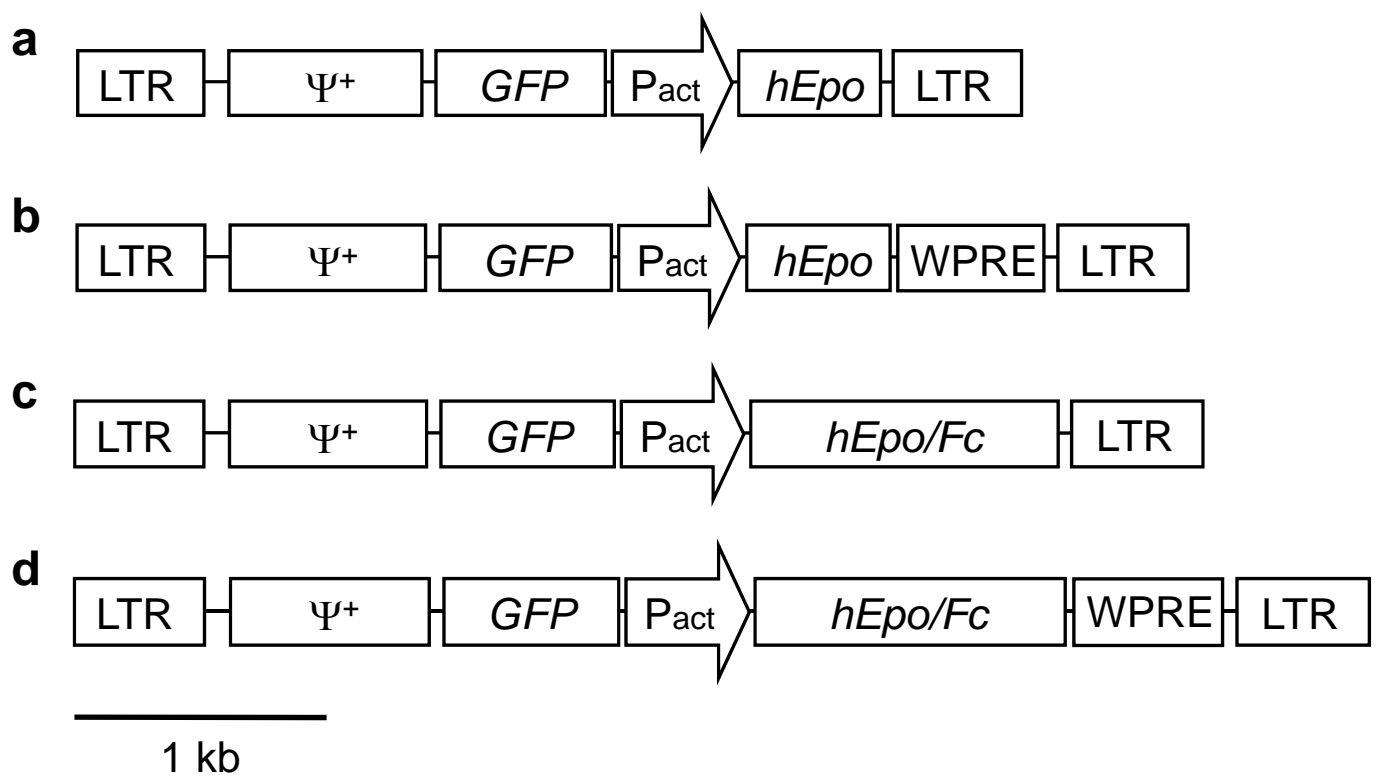 a
LTR Ψ+ GFP Pact hEpo LTR
b
LTR Ψ+ GFP Pact hEpo WPRE LTR
c
LTR Ψ+ GFP Pact hEpo/Fc LTR
d
LTR Ψ+ GFP Pact hEpo/Fc WPRE LTR
1 kb